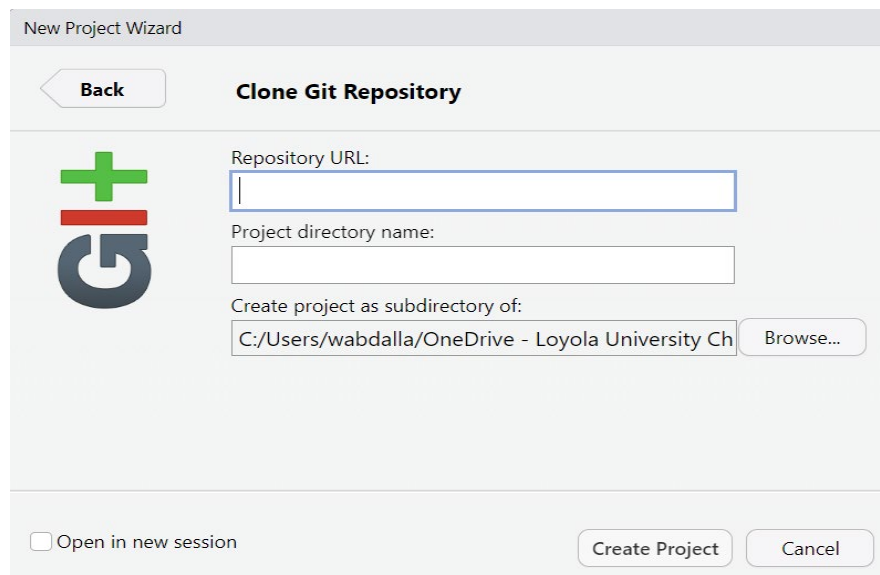 New Project Wizard
Back
Clone Git Repository
Repository URL:
Project directory name:
Create project as subdirectory of:
C:/Users/wabdalla/OneDrive - Loyola University Ch
Browse...
GIt
Open in new session
Create Project
Cancel